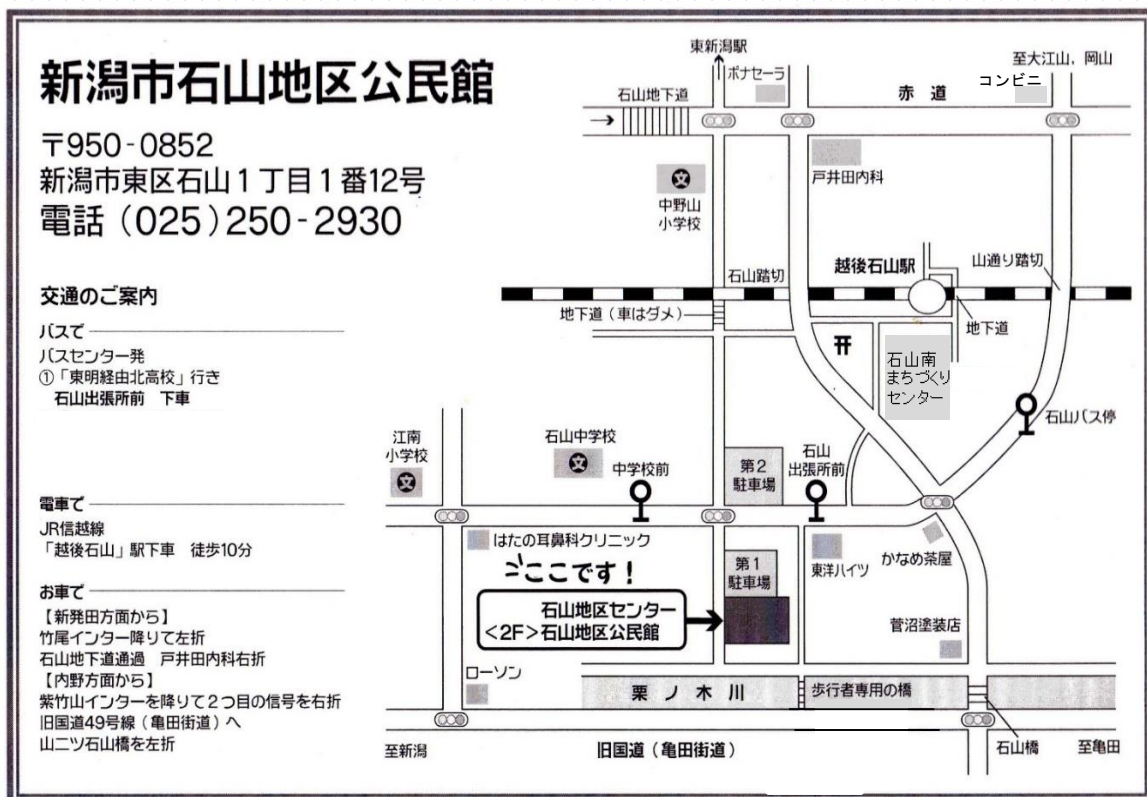 新潟市石山地区公民館
〒950-0852
新潟市東区石山1丁目1番12号
電話（025）250-2930
交通のご案内
バスで
バスセンター発
①「東明経由北高校」行き
石山出張所前　下車
電車で
JR信越線
「越後石山」駅下車　徒歩10分
お車で
【新発田方面から】
竹尾インター降りて左折
石山地下道通過　戸井田内科右折
【内野方面から】
紫竹山インターを降りて2つ目の信号を右折
旧国道49号線（亀田街道）へ
山二ツ石山橋を左折
東新潟駅
ボナセーラ
至大江山，岡山
コンビニ
石山地下道
赤道
→
戸井田内科
文
中野山
小学校
石山踏切
越後石山駅
山通り踏切
地下道（車はダメ）
地下道
石山南
まちづくり
センター
石山バス停
江南
小学校
文
石山中学校
文
中学校前
第2
駐車場
石山
出張所前
はたの耳鼻科クリニック
ここです！
第1
駐車場
東洋ハイツ
かなめ茶屋
石山地区センター
<2F>石山地区公民館
菅沼塗装店
ローソン
栗ノ木川
歩行者専用の橋
至新潟
旧国道（亀田街道）
石山橋
至亀田